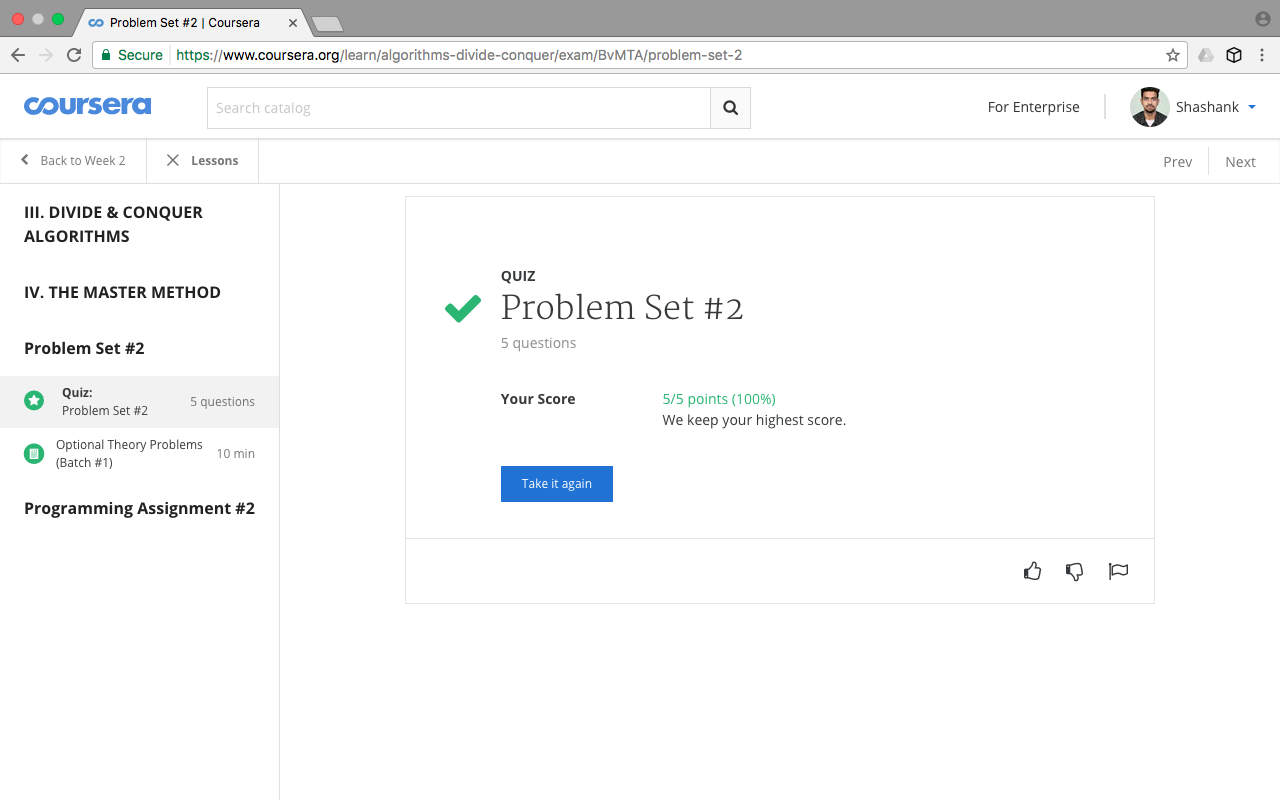 Problem Set #2 | Coursera
Secure https://www.coursera.org/learn/algorithms-divide-conquer/exam/BvMTA/problem-set-2
coursera
Search catalog
For Enterprise
Shashank
Back to Week 2
Lessons
Prev
Next
III. DIVIDE & CONQUER
ALGORITHMS
IV. THE MASTER METHOD
Problem Set #2
Quiz:
Problem Set #2
5 questions
Optional Theory Problems
(Batch #1)
10 min
Programming Assignment #2
QUIZ
Problem Set #2
5 questions
Your Score
5/5 points (100%)
We keep your highest score.
Take it again